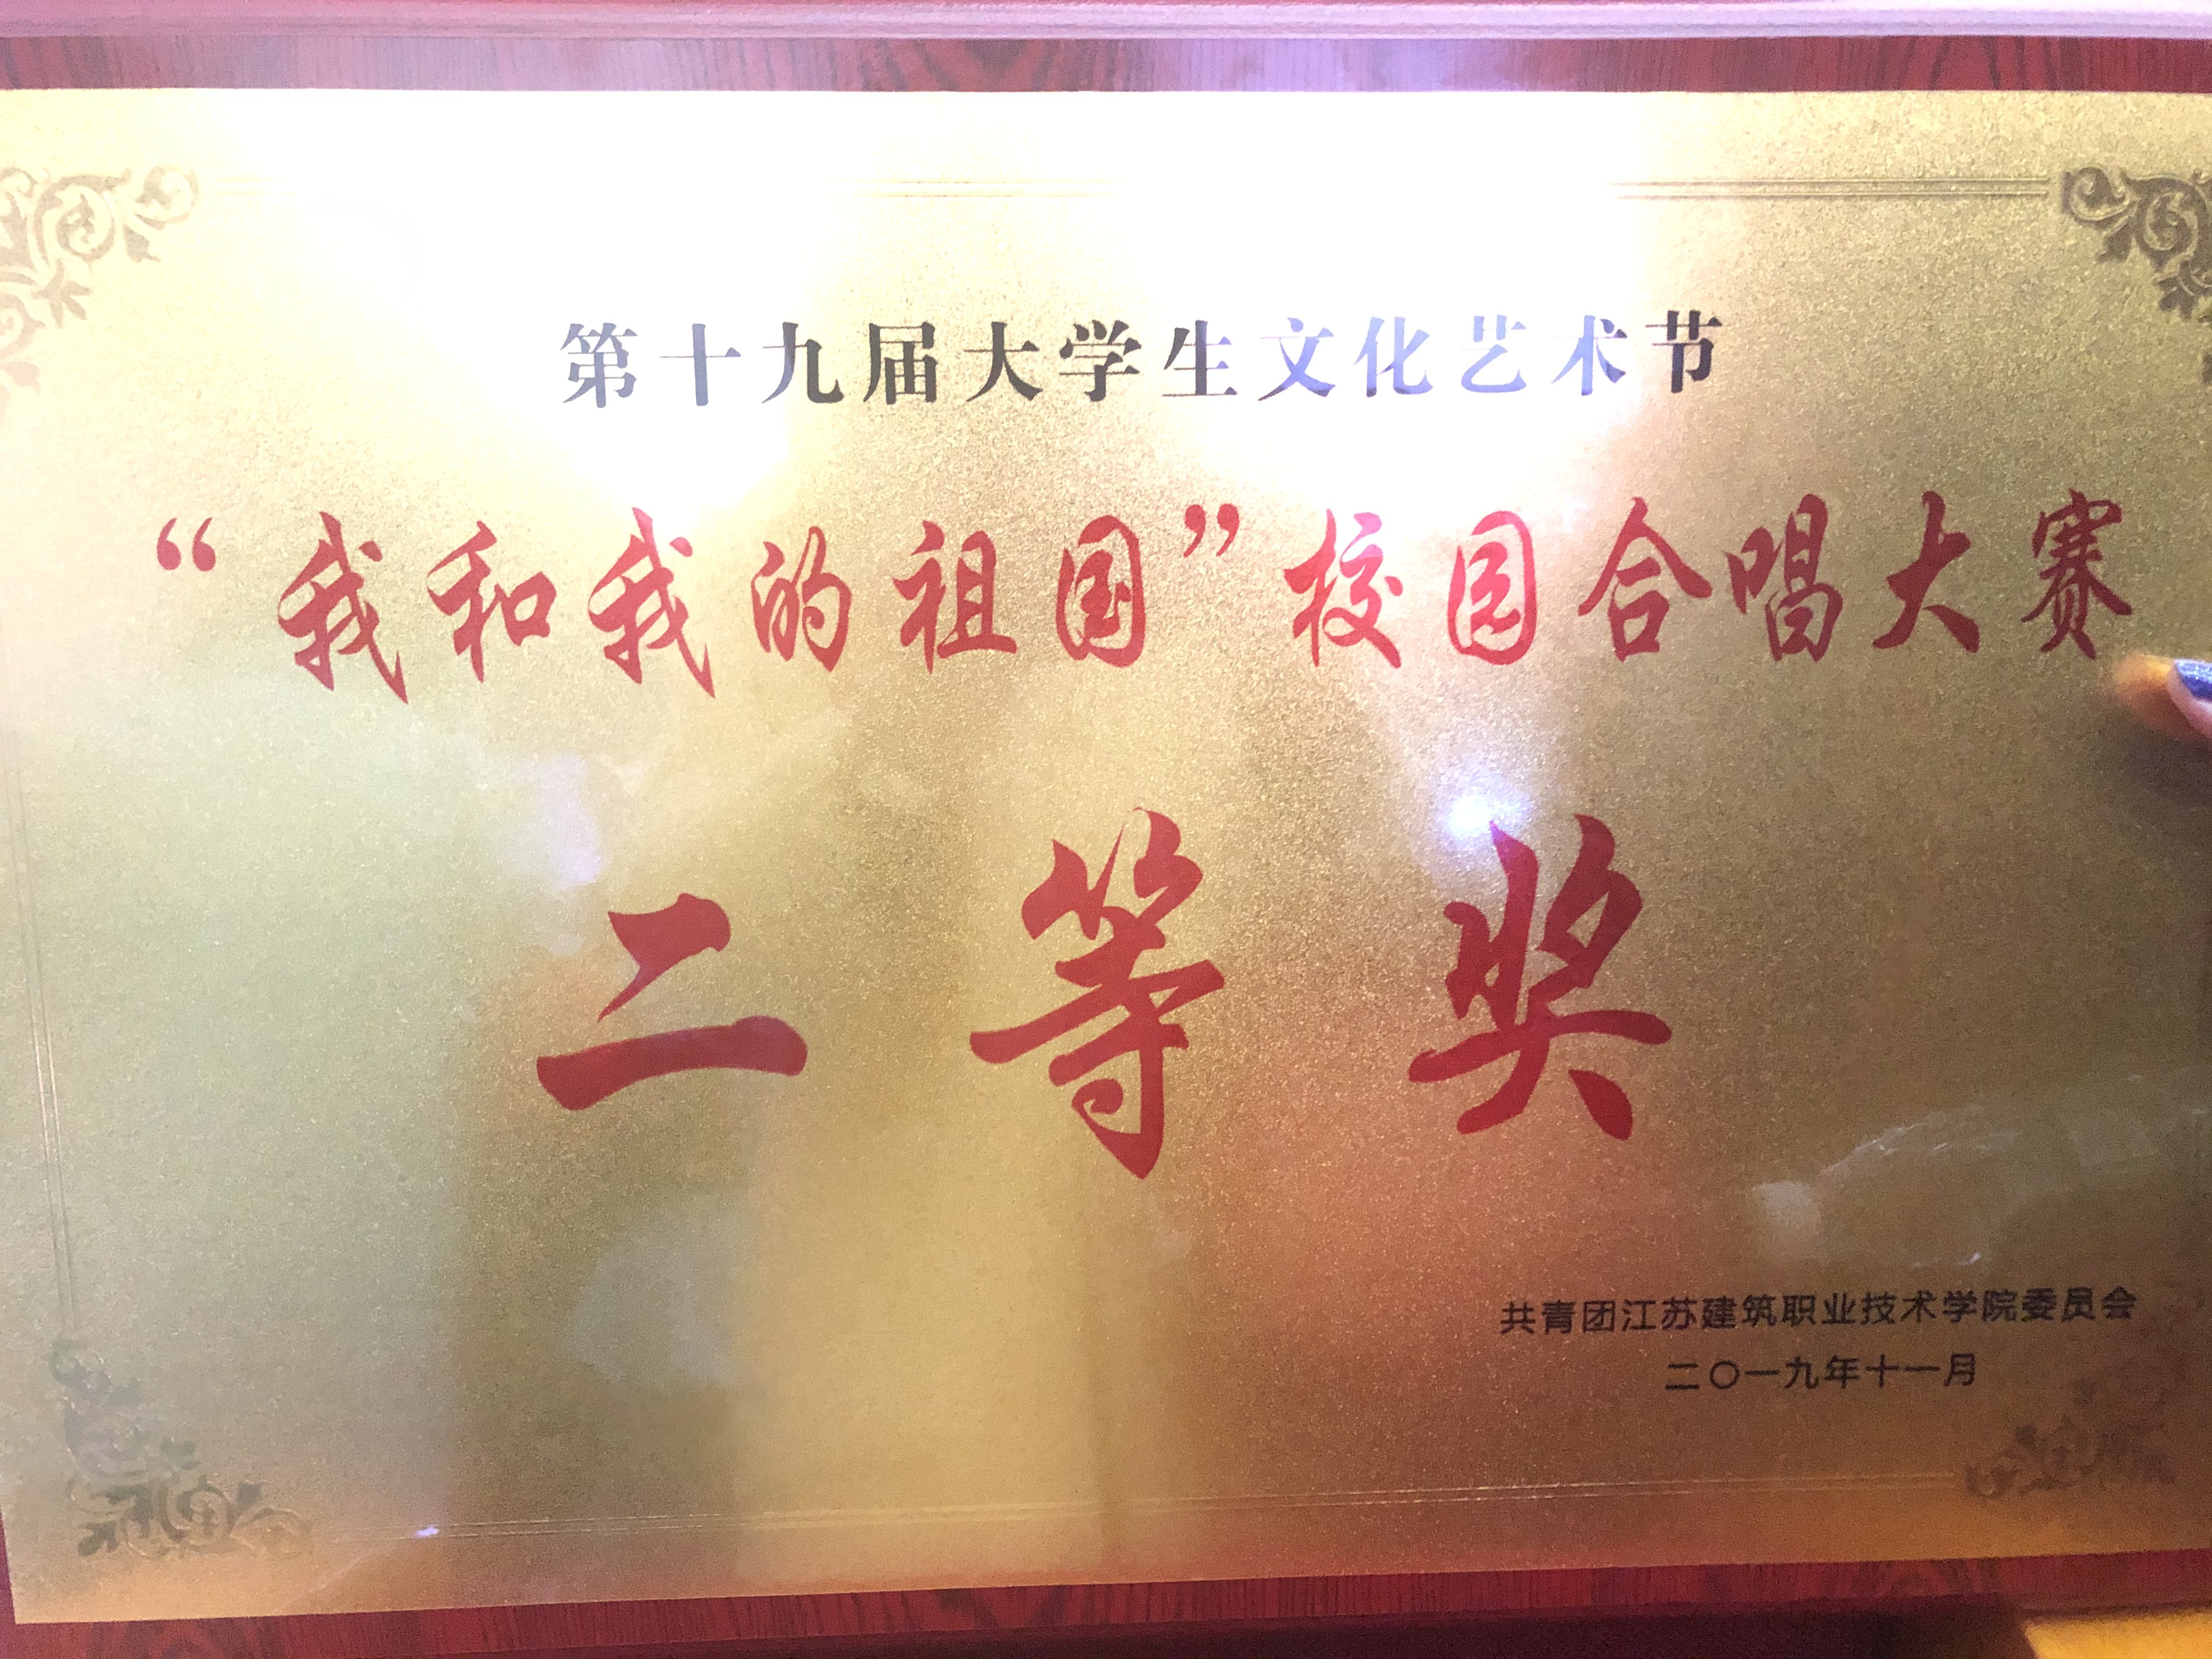 第十九届大学生文化艺术节
“我和我的祖国”校园合唱大赛
二等奖
共青团江苏建筑职业技术学院委员会
二〇一九年十一月